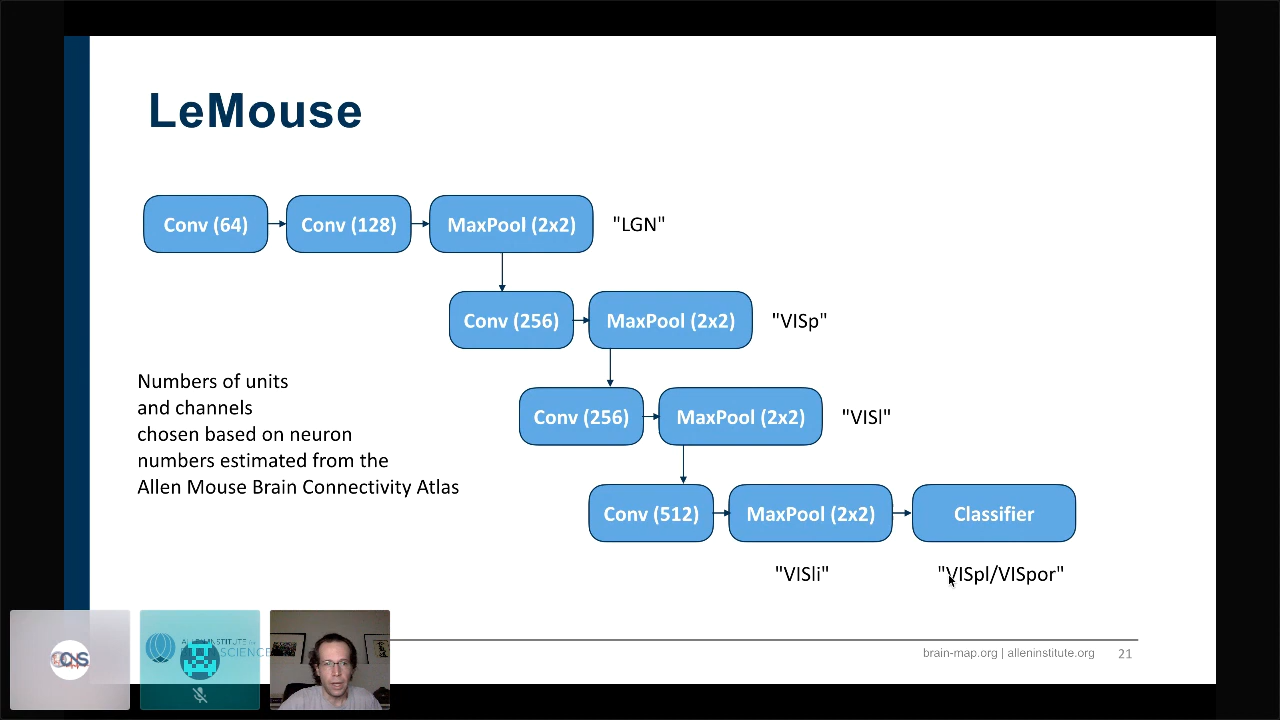 LeMouse
Conv (64)
Conv (128)
MaxPool (2x2)
"LGN"
Conv (256)
MaxPool (2x2)
"VISp"
Conv (256)
MaxPool (2x2)
"VISl"
Numbers of units
and channels
chosen based on neuron
numbers estimated from the
Allen Mouse Brain Connectivity Atlas
Conv (512)
MaxPool (2x2)
Classifier
"VISli"
"VISpl/VISpor"
SCIENCE
brain-map.org | alleninstitute.org
21